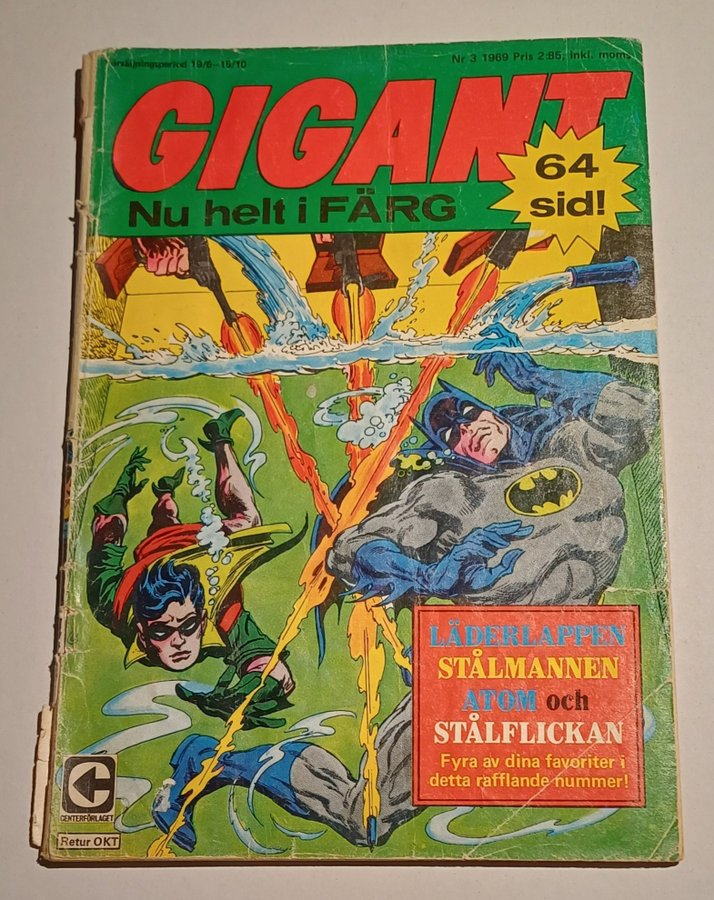 Försäljningsperiod 19/8–15/10
Nr 3 1969 Pris 2:85, inkl. moms
GIGANT
64
sid!
Nu helt i FÄRG
LÄDERLAPPEN
STÅLMANNEN
ATOM och
STÅLFLICKAN
Fyra av dina favoriter i
detta rafflande nummer!
CENTERFÖRLAGET
Retur OKT